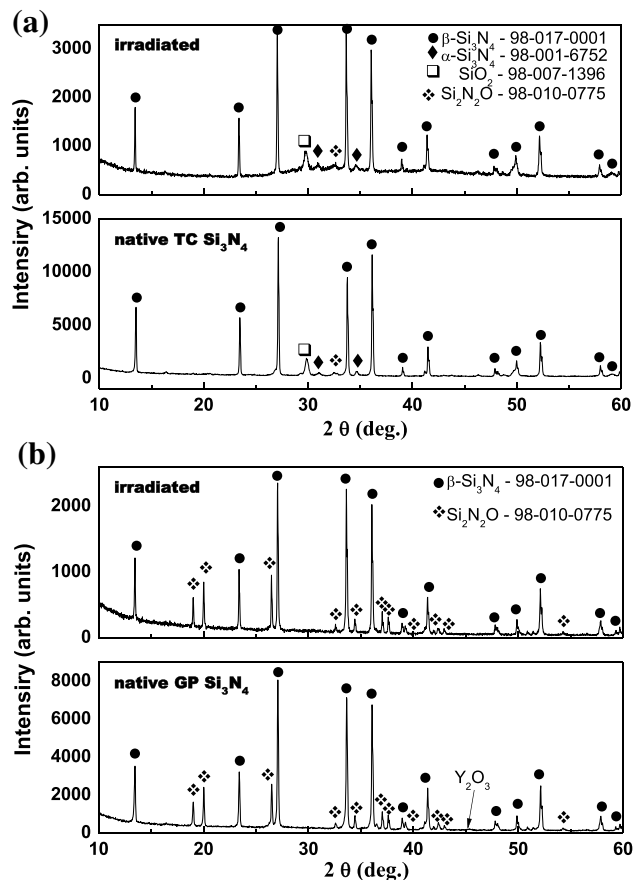 (a)
irradiated
β-Si3N4 - 98-017-0001
α-Si3N4 - 98-001-6752
SiO2 - 98-007-1396
Si2N2O - 98-010-0775
3000
2000
1000
0
native TC Si3N4
15000
10000
5000
0
Intensiry (arb. units)
10 20 30 40 50 60
2 θ (deg.)
(b)
irradiated
β-Si3N4 - 98-017-0001
Si2N2O - 98-010-0775
2000
1000
0
native GP Si3N4
Y2O3
8000
6000
4000
2000
0
Intensiry (arb. units)
10 20 30 40 50 60
2 θ (deg.)